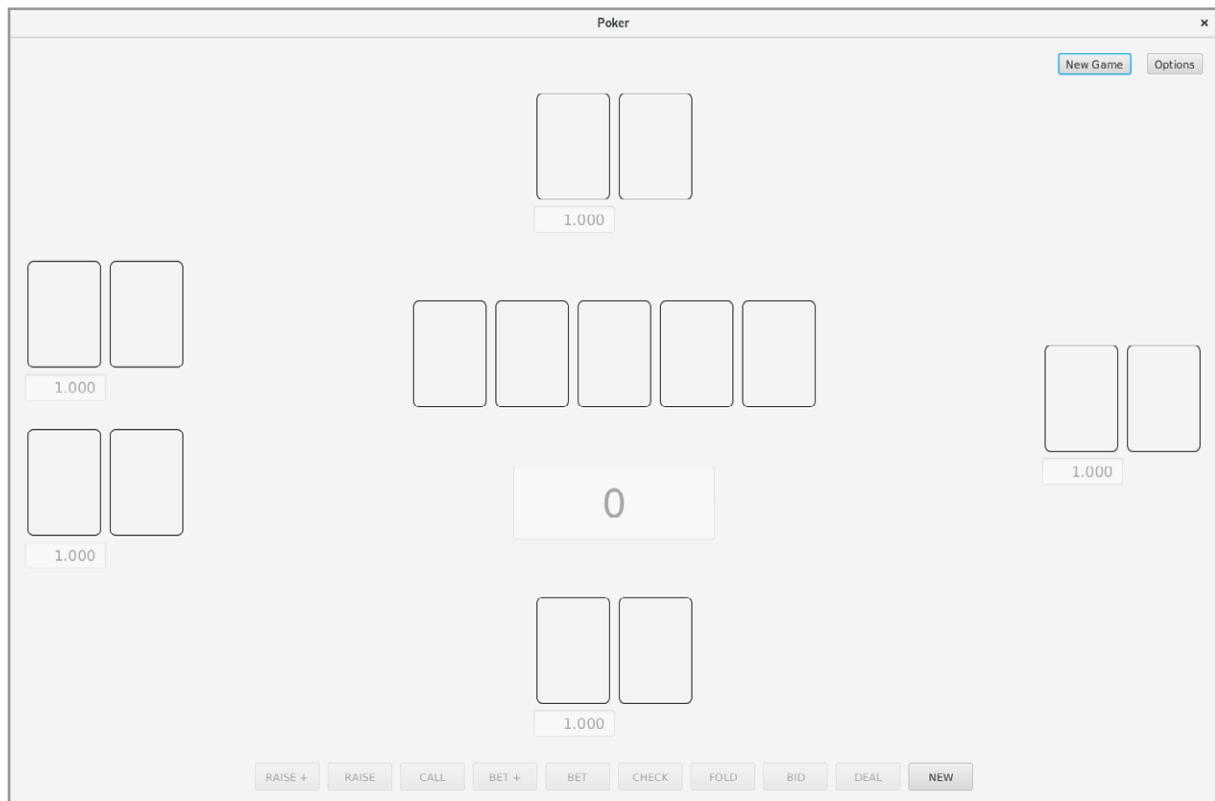 Poker ×
New Game Options
1.000
1.000
1.000
1.000
0
1.000
RAISE + RAISE CALL BET + BET CHECK FOLD BID DEAL NEW